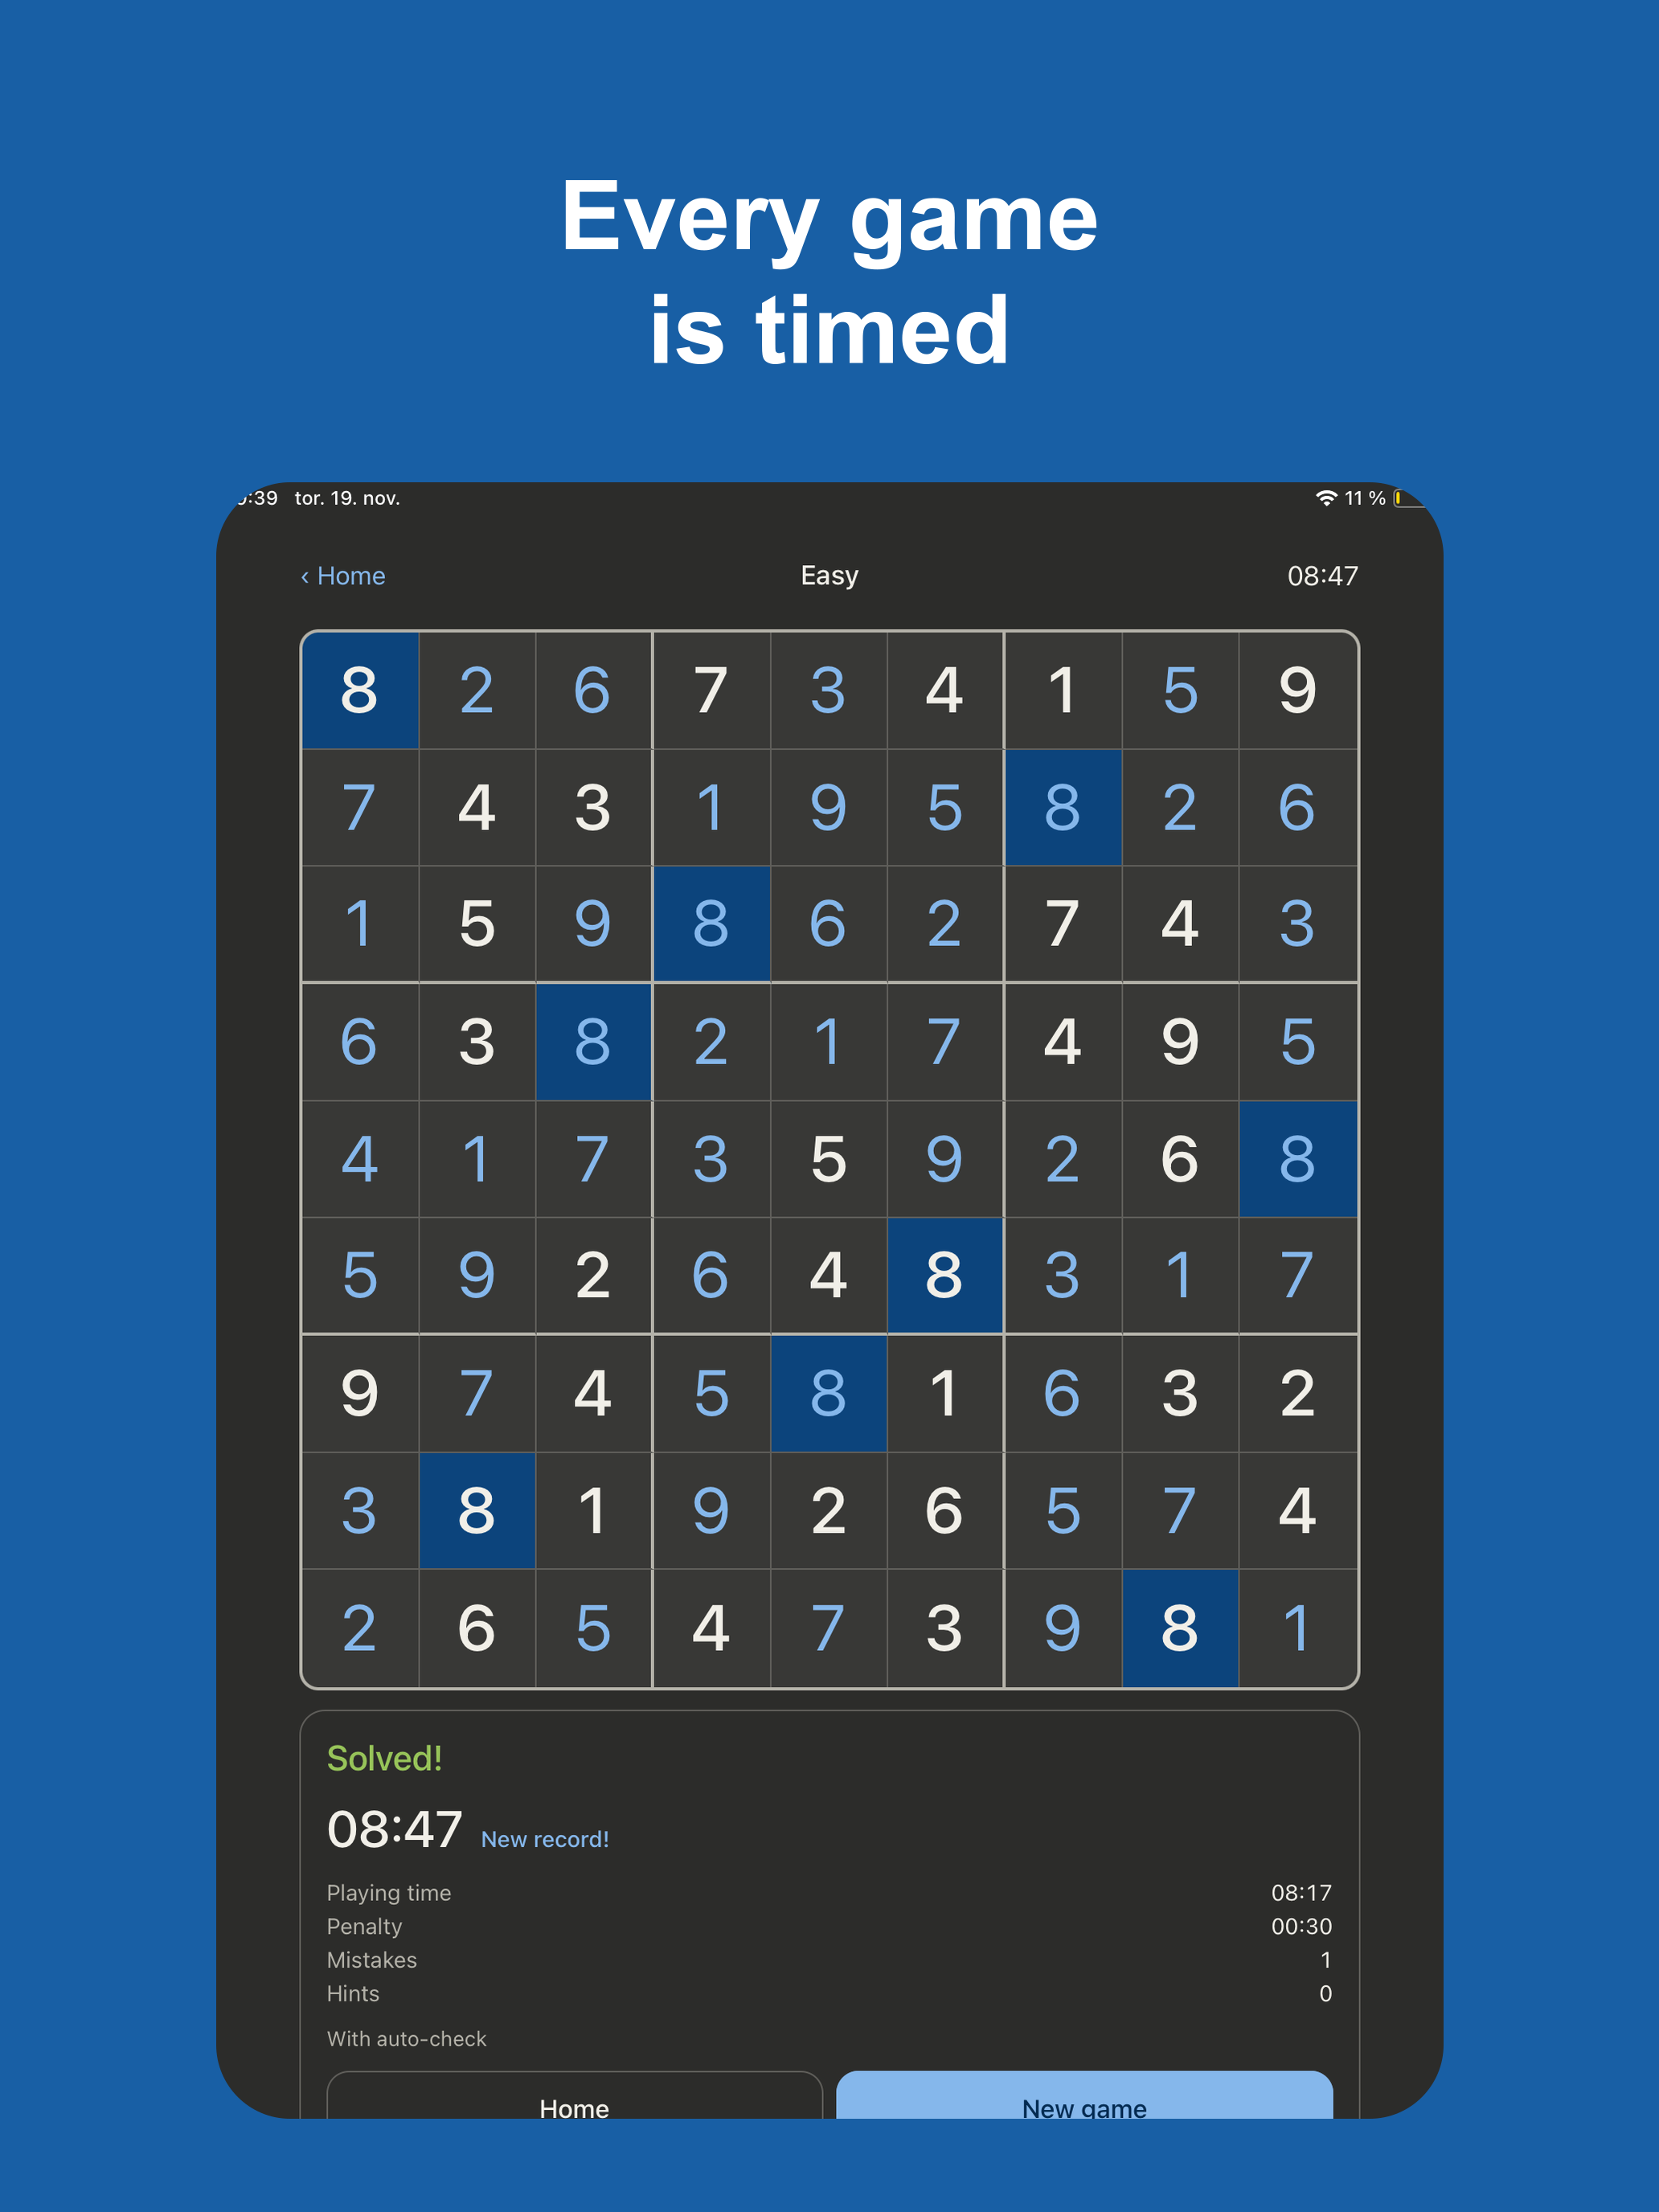 Every game
is timed
:39 tor. 19. nov. 11 %
‹ Home Easy 08:47
8 2 6 7 3 4 1 5 9
7 4 3 1 9 5 8 2 6
1 5 9 8 6 2 7 4 3
6 3 8 2 1 7 4 9 5
4 1 7 3 5 9 2 6 8
5 9 2 6 4 8 3 1 7
9 7 4 5 8 1 6 3 2
3 8 1 9 2 6 5 7 4
2 6 5 4 7 3 9 8 1
Solved!
08:47 New record!
Playing time 08:17
Penalty 00:30
Mistakes 1
Hints 0
With auto-check
Home New game